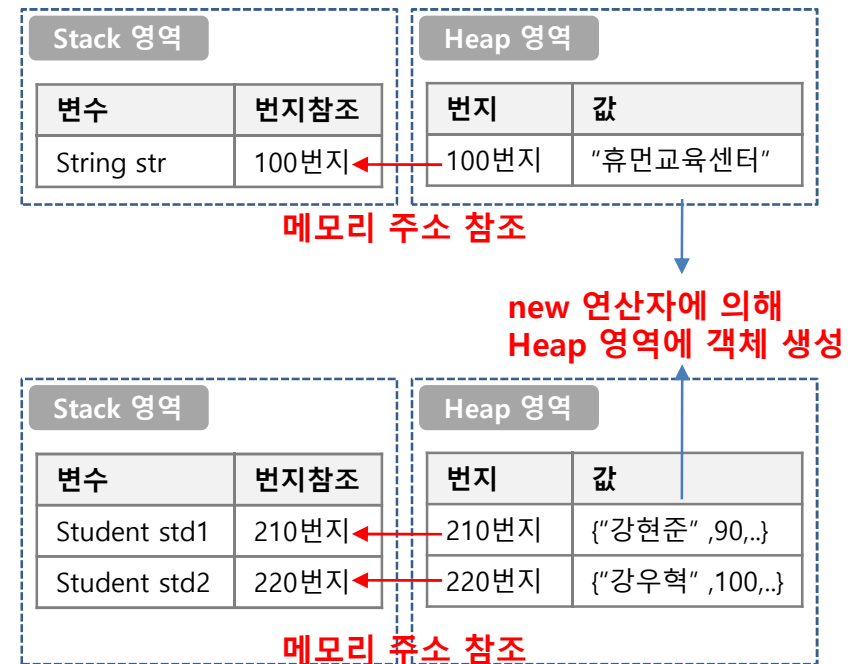 Stack 영역
Heap 영역
변수 번지참조
번지 값
String str 100번지
100번지 "휴먼교육센터"
메모리 주소 참조
new 연산자에 의해
Heap 영역에 객체 생성
Stack 영역
Heap 영역
변수 번지참조
번지 값
Student std1 210번지
210번지 {"강현준" ,90,..}
Student std2 220번지
220번지 {"강우혁" ,100,..}
메모리 주소 참조